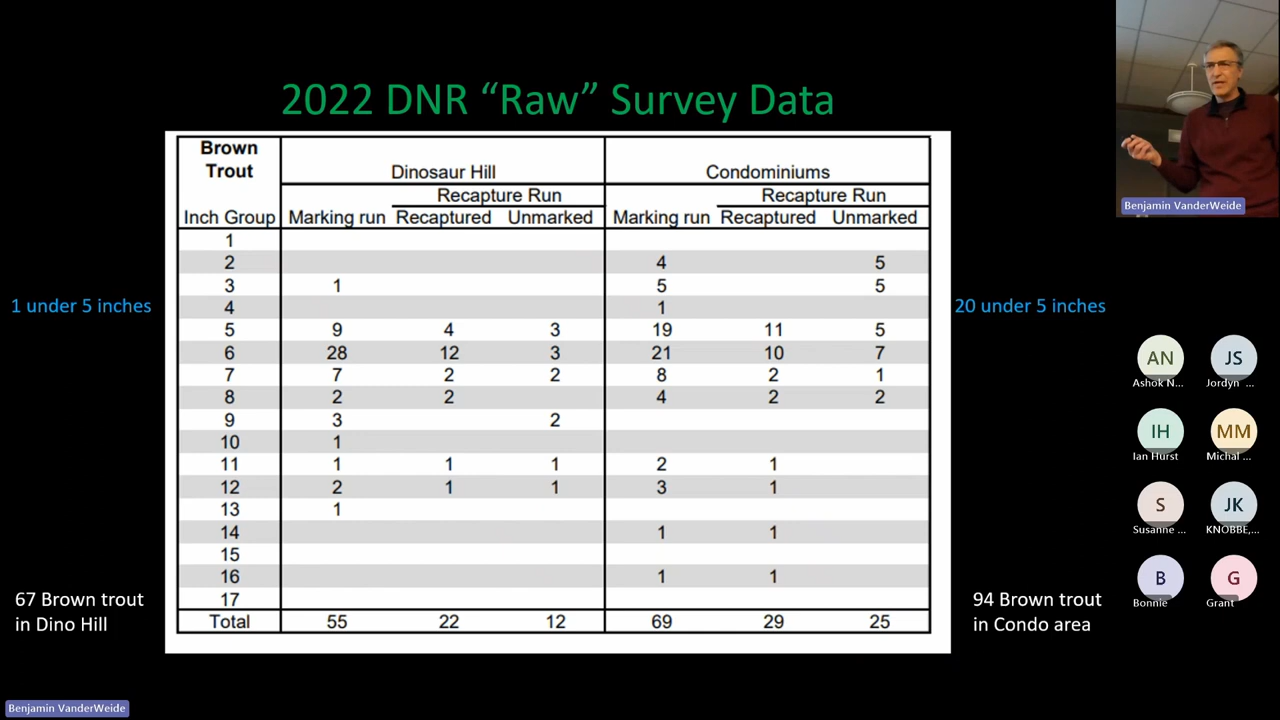 2022 DNR “Raw” Survey Data
Brown Trout
Dinosaur Hill Condominiums
Recapture Run Recapture Run
Inch Group Marking run Recaptured Unmarked Marking run Recaptured Unmarked
1
2 4 5
3 1 5 5
4 1
5 9 4 3 19 11 5
6 28 12 3 21 10 7
7 7 2 2 8 2 1
8 2 2 4 2 2
9 3 2
10 1
11 1 1 1 2 1
12 2 1 1 3 1
13 1
14 1 1
15
16 1 1
17
Total 55 22 12 69 29 25
1 under 5 inches
20 under 5 inches
67 Brown trout
in Dino Hill
94 Brown trout
in Condo area
Benjamin VanderWeide
AN JS
Ashok N... Jordyn ...
IH MM
Ian Hurst Michal ...
S JK
Susanne ... KNOBBE,...
B G
Bonnie Grant
Benjamin VanderWeide